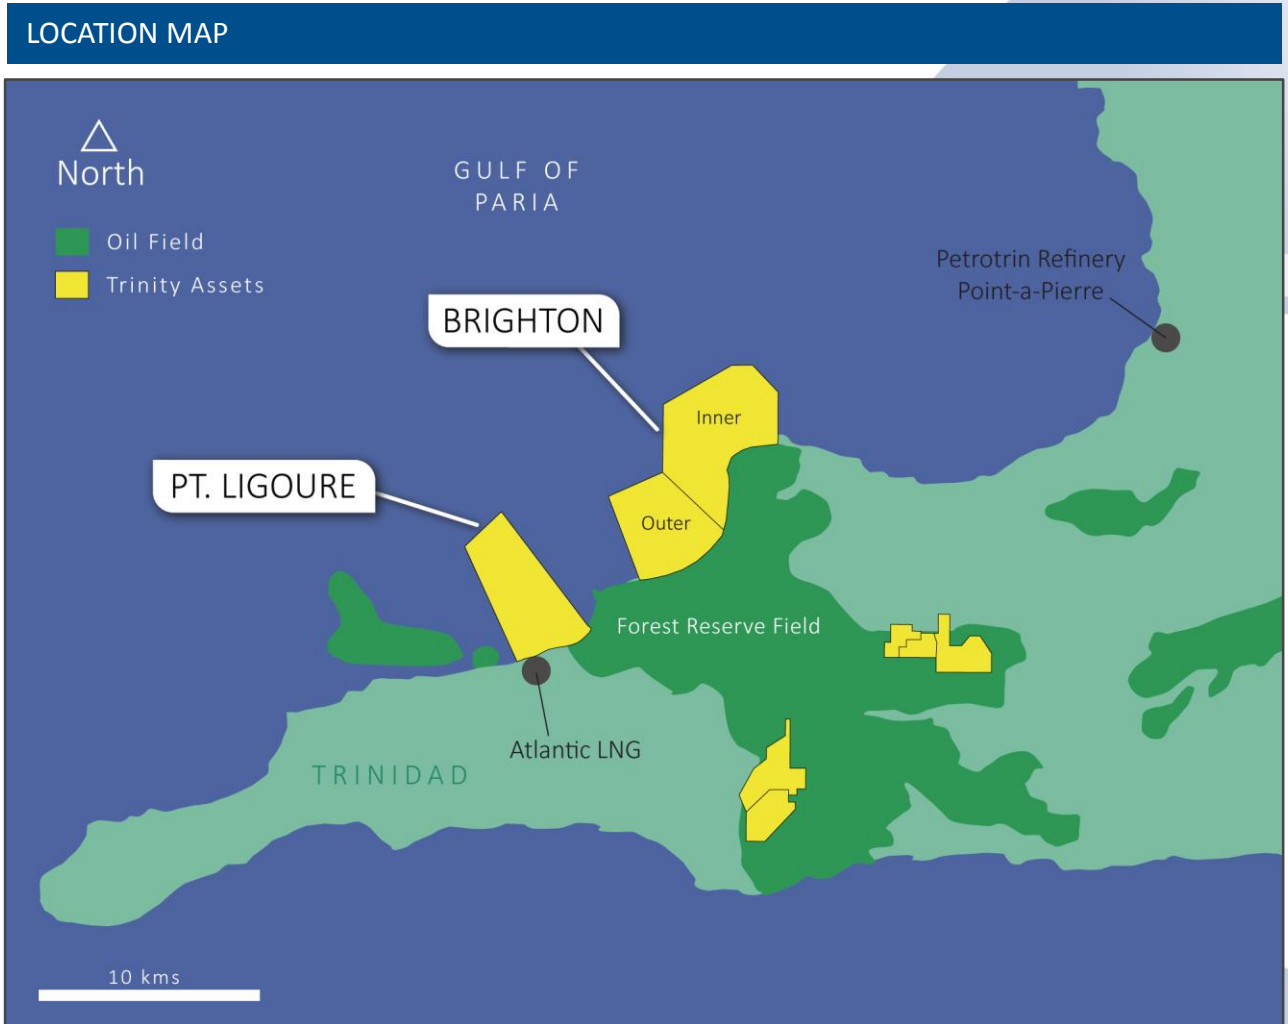 LOCATION MAP
North
GULF OF
PARIA
Oil Field
Trinity Assets
Petrotrin Refinery
Point-a-Pierre
BRIGHTON
Inner
PT. LIGOURE
Outer
Forest Reserve Field
Atlantic LNG
TRINIDAD
10 kms